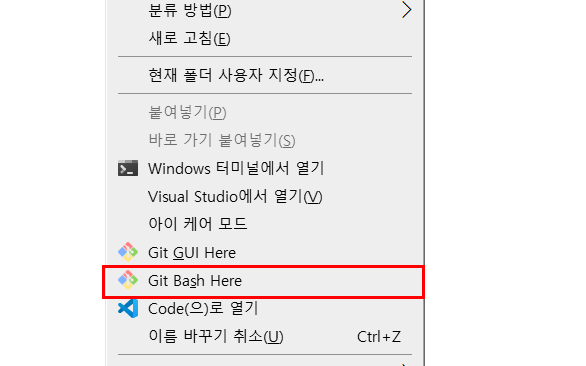 분류 방법(P)
새로 고침(E)
현재 폴더 사용자 지정(F)...
붙여넣기(P)
바로 가기 붙여넣기(S)
Windows 터미널에서 열기
Visual Studio에서 열기(V)
아이 케어 모드
Git GUI Here
Git Bash Here
Code(으)로 열기
이름 바꾸기 취소(U) Ctrl+Z